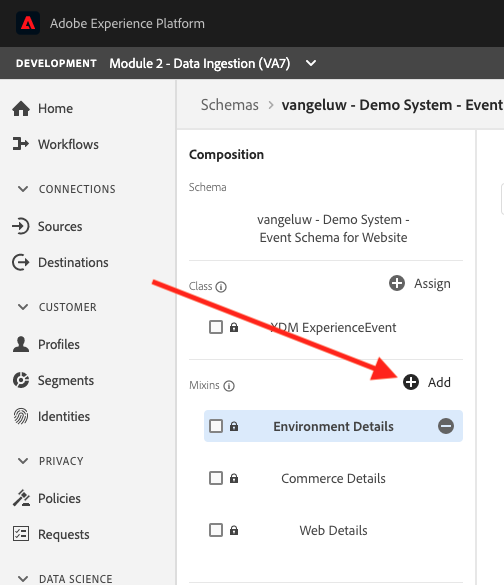 Adobe Experience Platform
DEVELOPMENT Module 2 - Data Ingestion (VA7)
Home
Workflows
CONNECTIONS
Sources
Destinations
CUSTOMER
Profiles
Segments
Identities
PRIVACY
Policies
Requests
DATA SCIENCE
Schemas > vangeluw - Demo System - Event
Composition
Schema
vangeluw - Demo System -
Event Schema for Website
Class
Assign
XDM ExperienceEvent
Mixins
Add
Environment Details
Commerce Details
Web Details